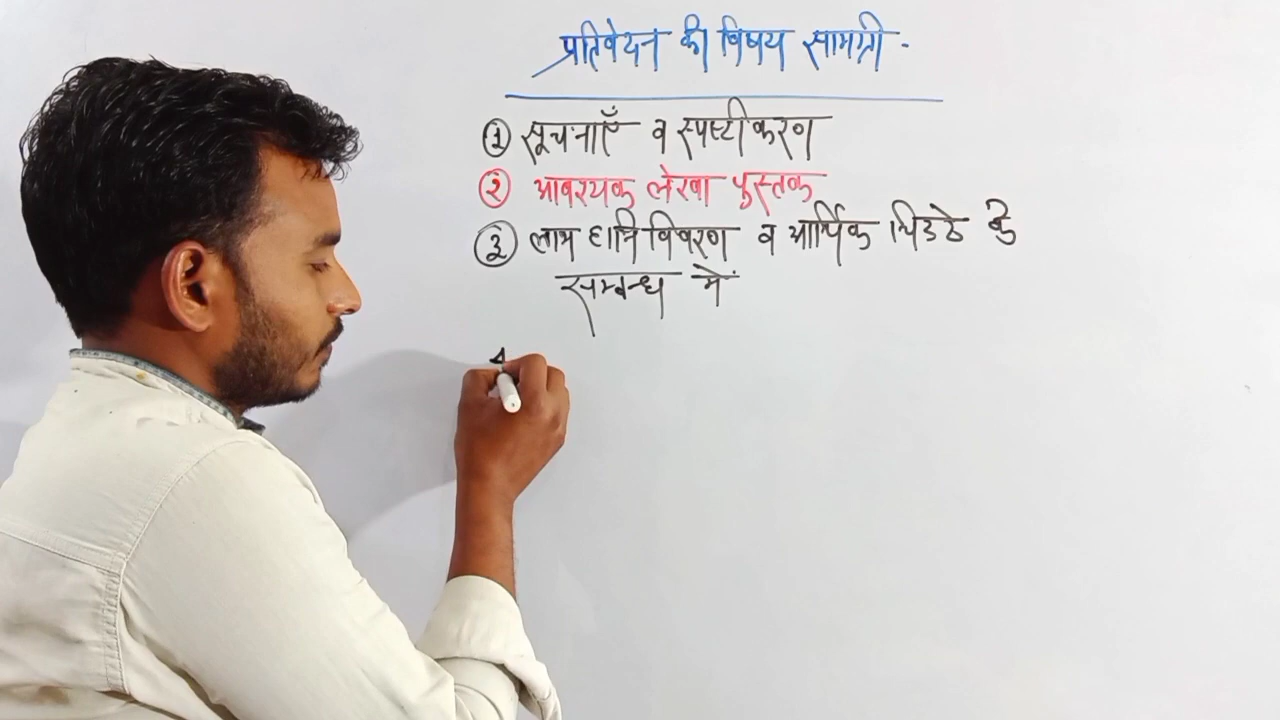 प्रतिवेदन की विषय सामग्री -
① सूचनाएँ व स्पष्टीकरण
② आवश्यक लेखा पुस्तक
③ लाभ हानि विवरण व आर्थिक चिट्ठे के
सम्बन्ध में